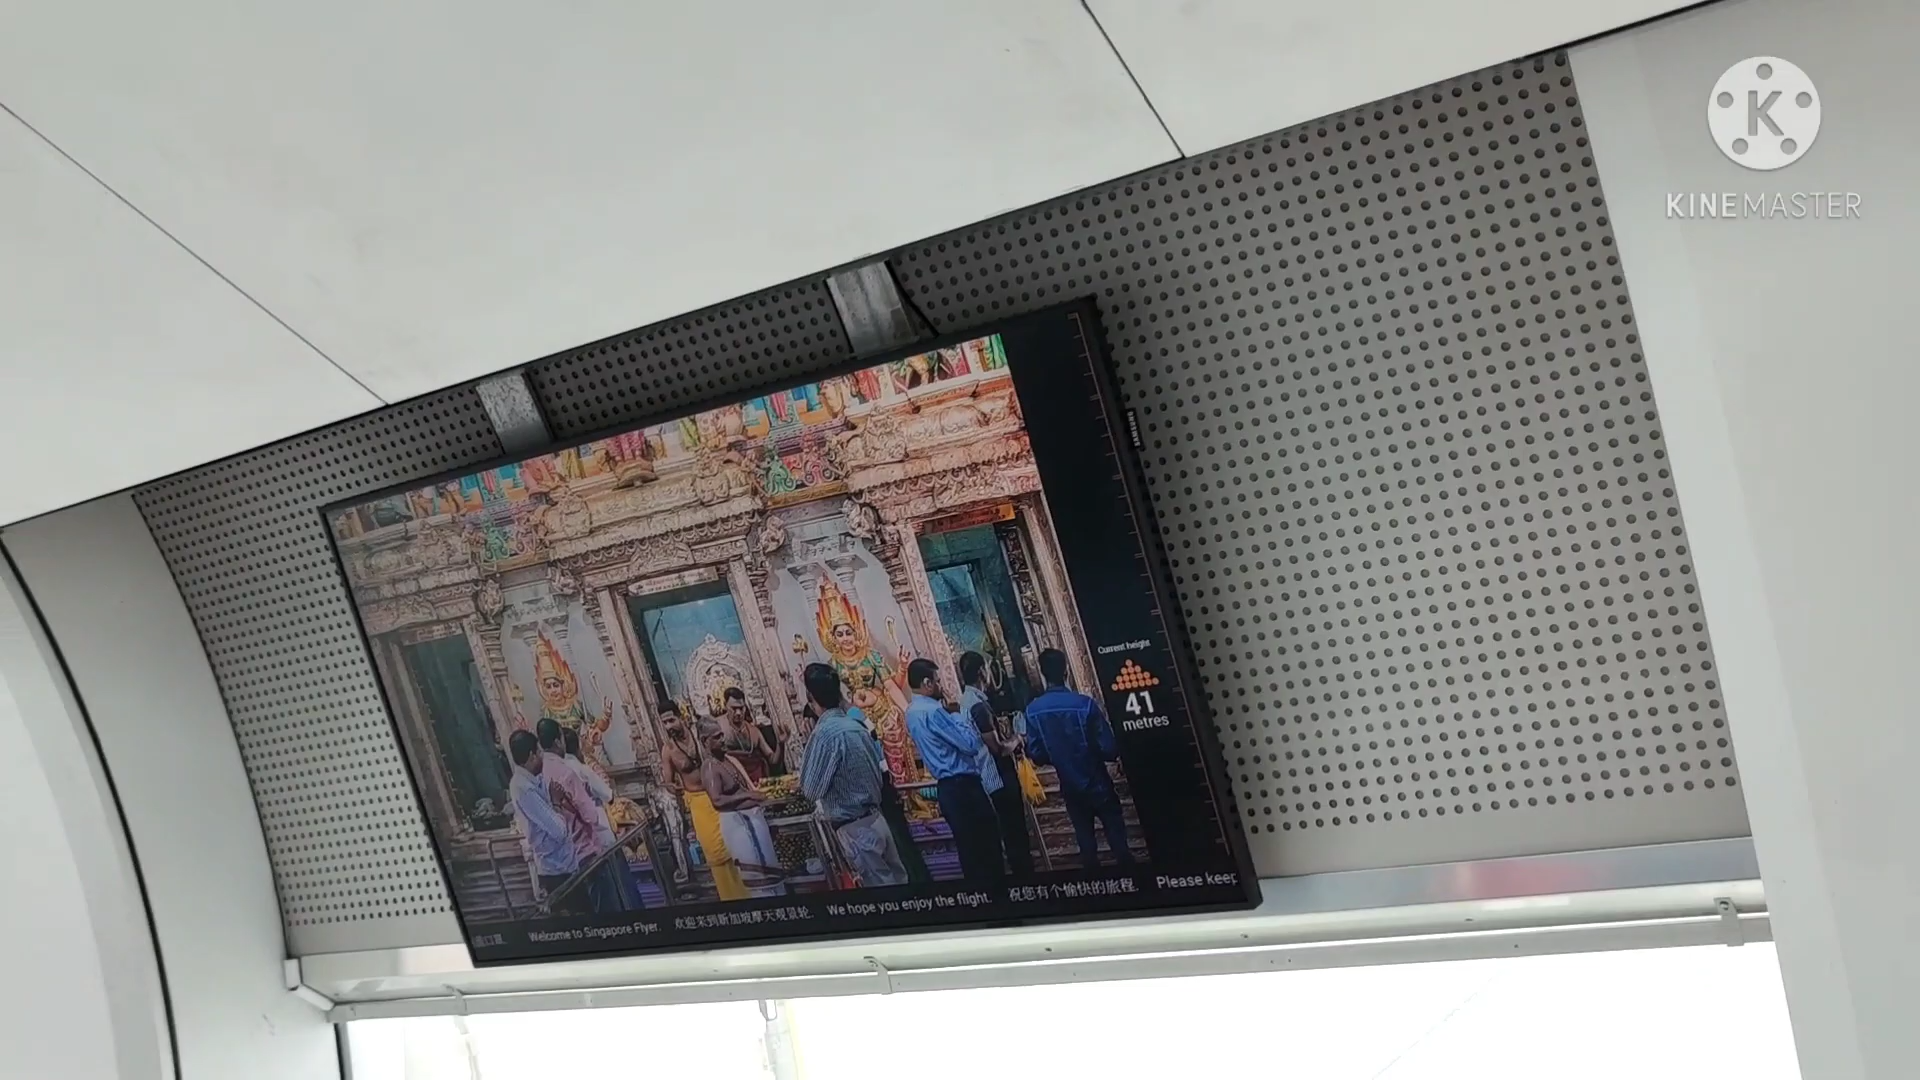 K
KINEMASTER
SAMSUNG
Current height
41
metres
Welcome to Singapore Flyer. 欢迎来到新加坡摩天观景轮. We hope you enjoy the flight. 祝您有个愉快的旅程. Please keep